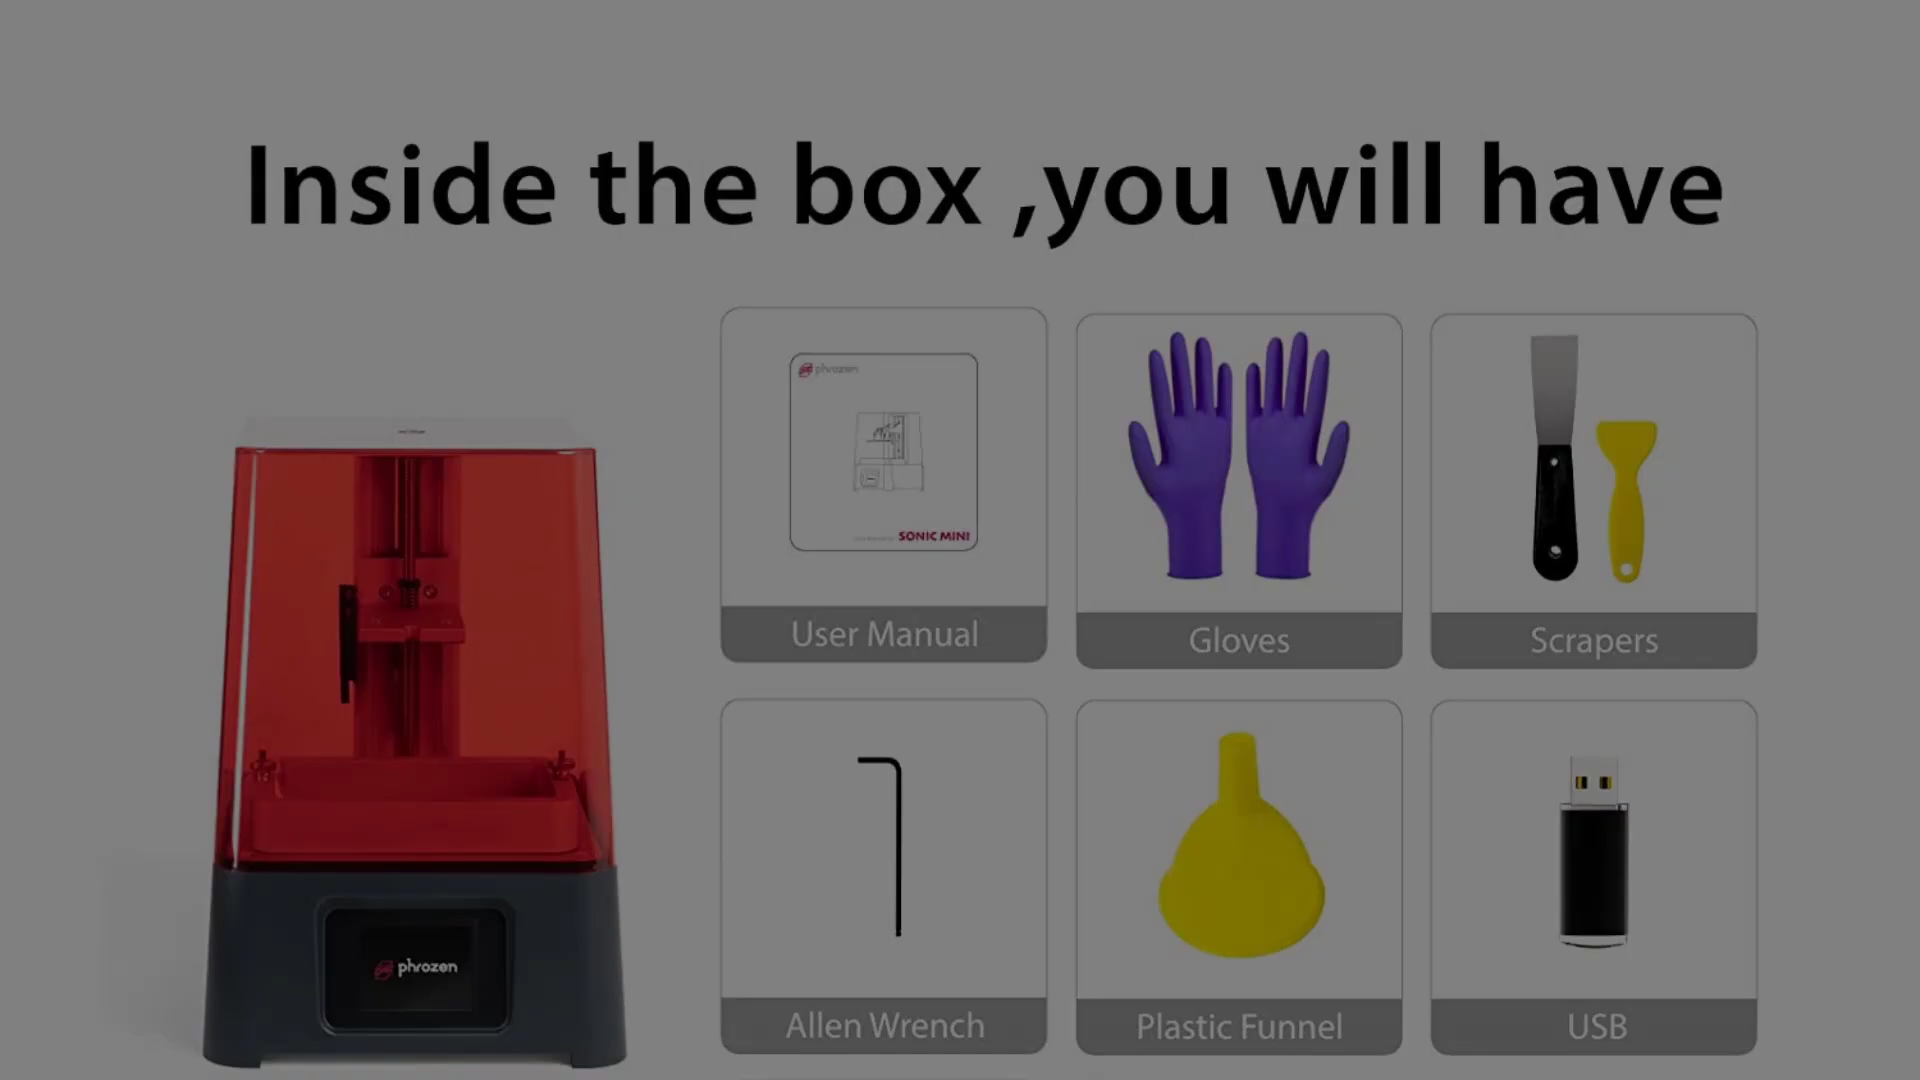 Inside the box ,you will have
phrozen
SONIC MINI
User Manual
Gloves
Scrapers
phrozen
Allen Wrench
Plastic Funnel
USB